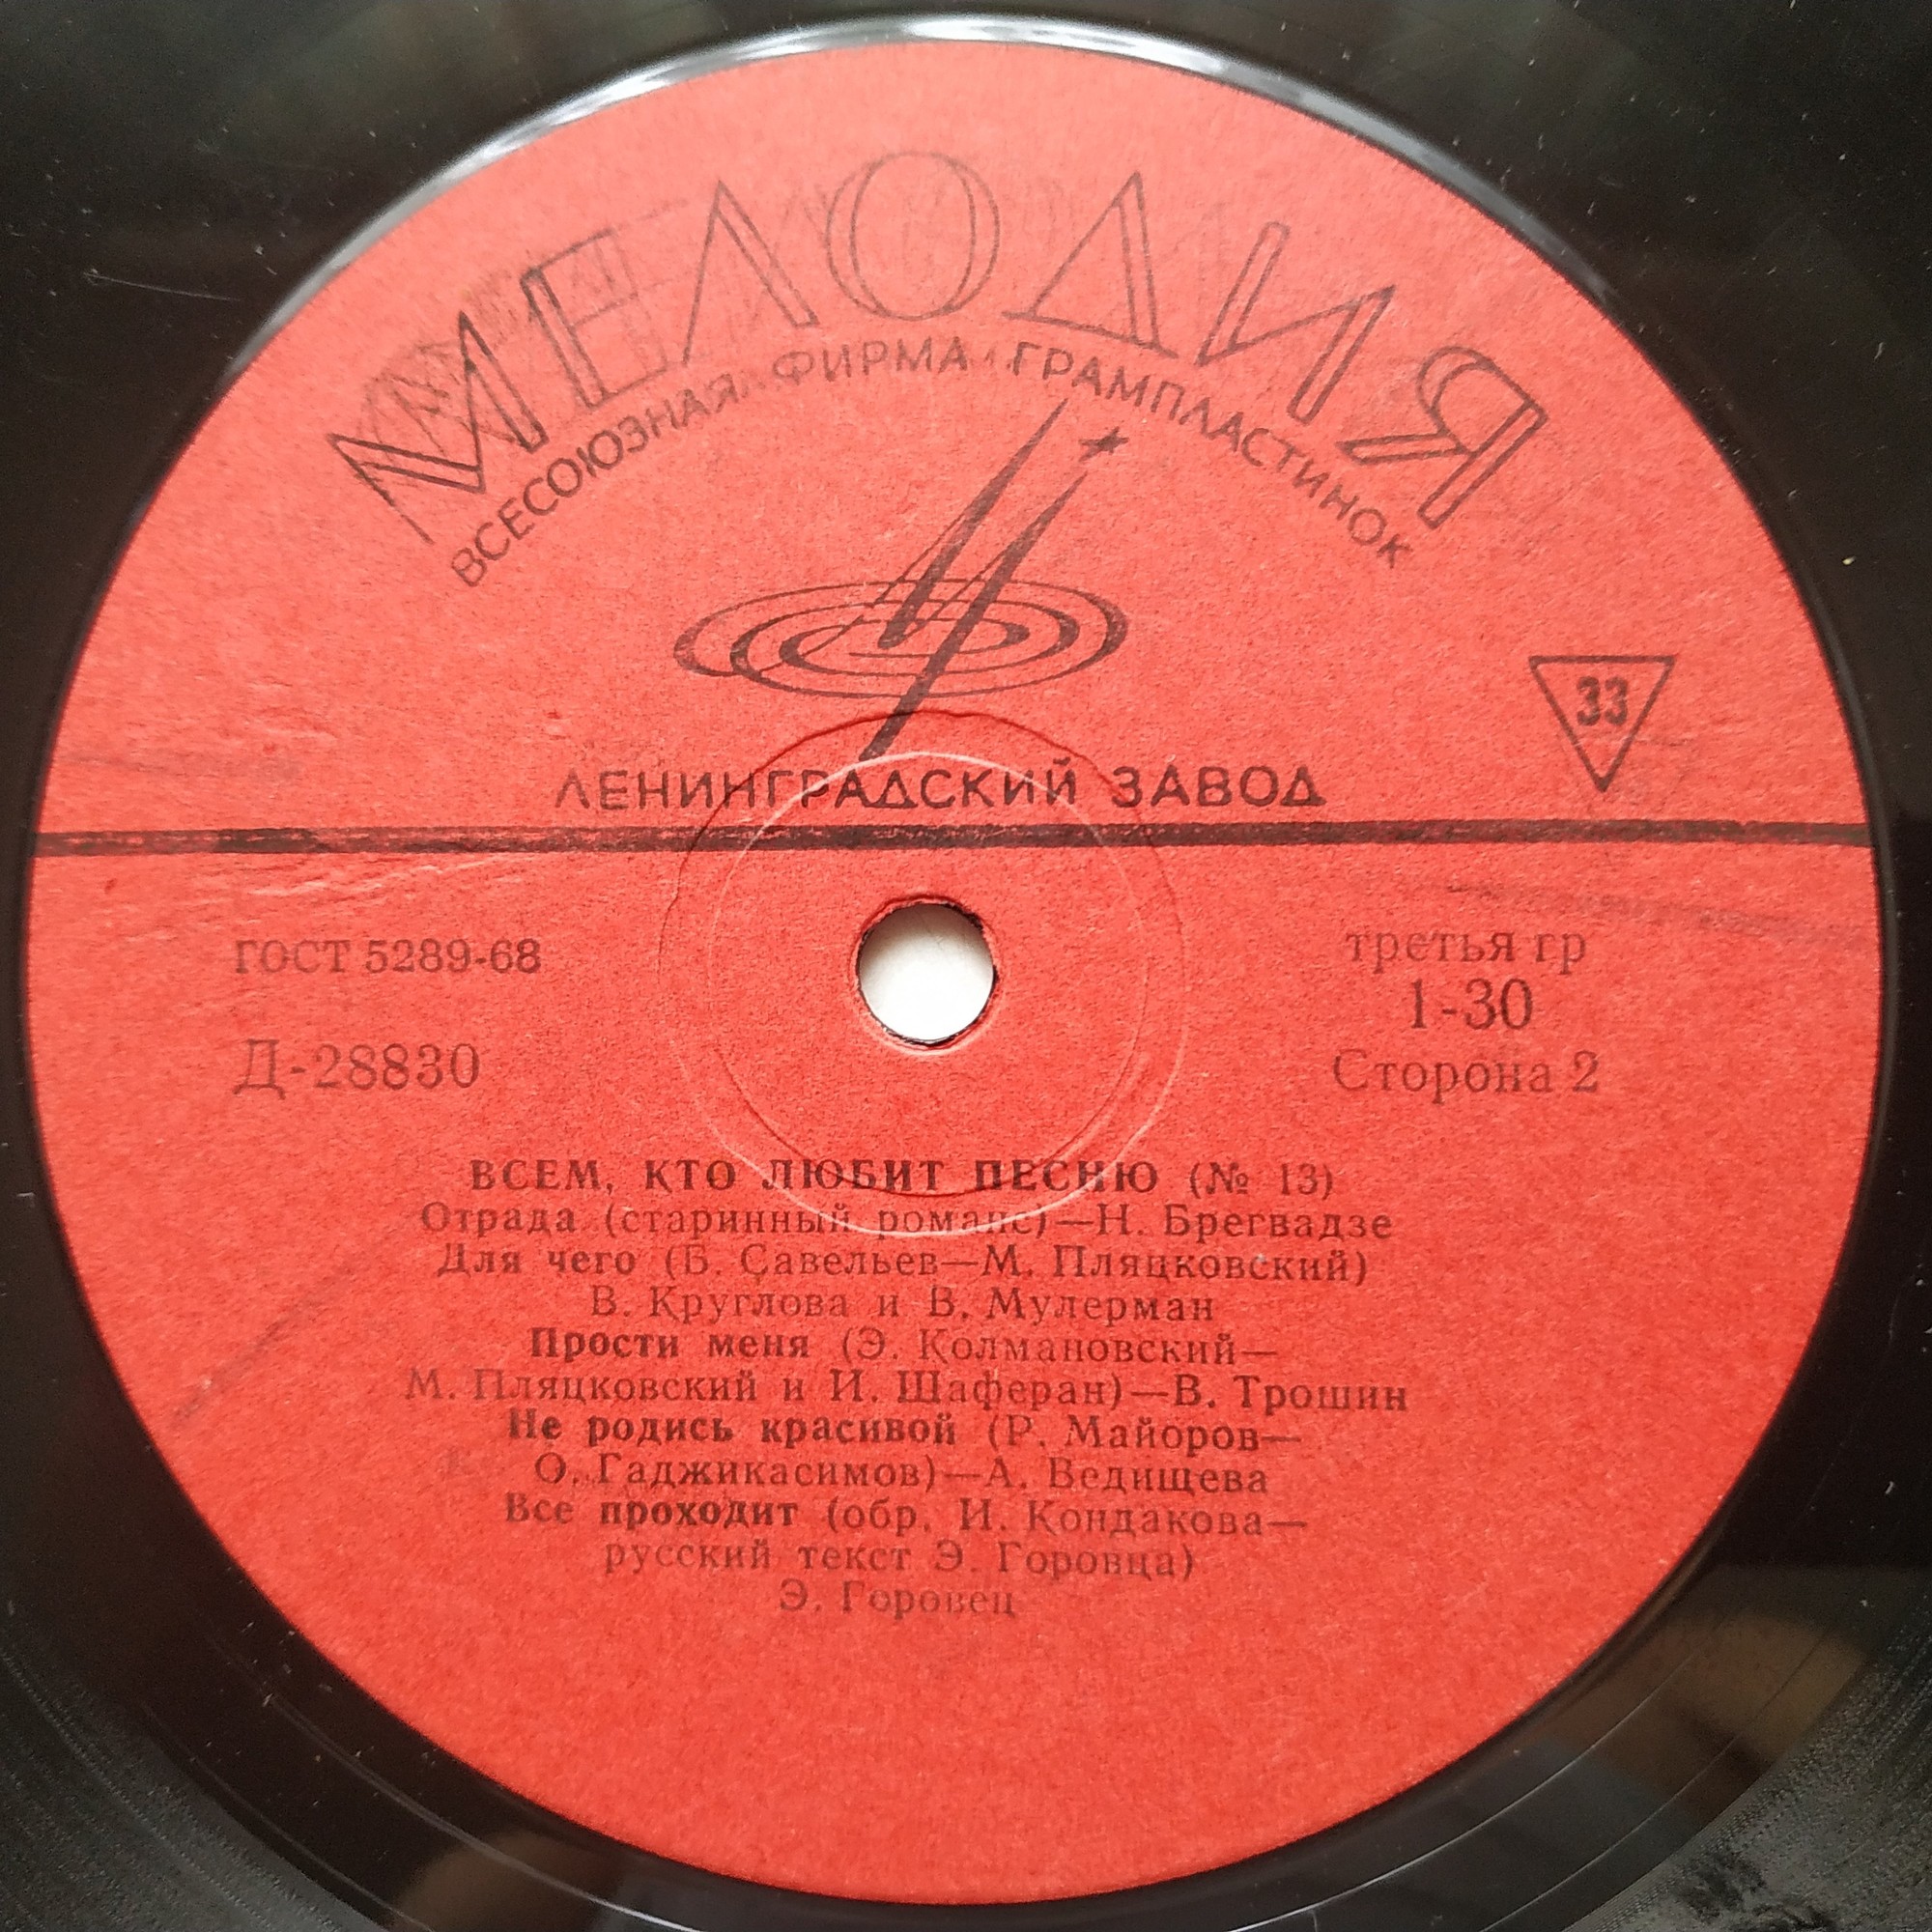 МЕЛОДИЯ
ВСЕСОЮЗНАЯ ФИРМА ГРАМПЛАСТИНОК
33
ЛЕНИНГРАДСКИЙ ЗАВОД
ГОСТ 5289-68
третья гр
1-30
Д-28830
Сторона 2
ВСЕМ, КТО ЛЮБИТ ПЕСНЮ (№ 13)
Отрада (старинный романс)—Н. Брегвадзе
Для чего (Б. Савельев—М. Пляцковский)
В. Круглова и В. Мулерман
Прости меня (Э. Колмановский—
М. Пляцковский и И. Шаферан)—В. Трошин
Не родись красивой (Р. Майоров—
О. Гаджикасимов)—А. Ведищева
Все проходит (обр. И. Кондакова—
русский текст Э. Горовца)
Э. Горовец